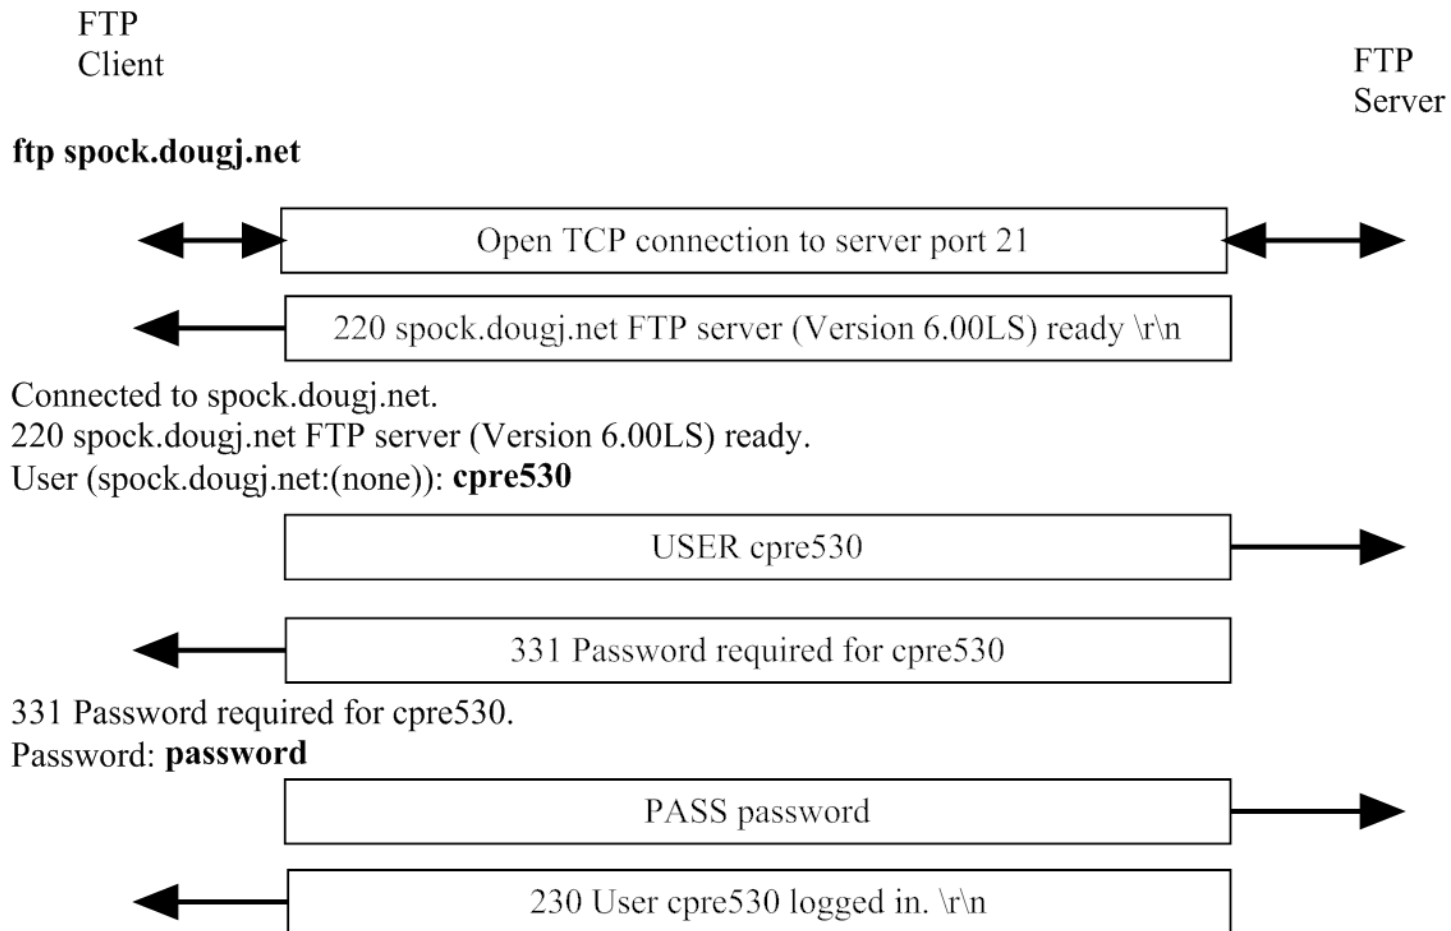 FTP
Client
FTP
Server
ftp spock.dougj.net
Open TCP connection to server port 21
220 spock.dougj.net FTP server (Version 6.00LS) ready \r\n
Connected to spock.dougj.net.
220 spock.dougj.net FTP server (Version 6.00LS) ready.
User (spock.dougj.net:(none)): cpre530
USER cpre530
331 Password required for cpre530
331 Password required for cpre530.
Password: password
PASS password
230 User cpre530 logged in. \r\n